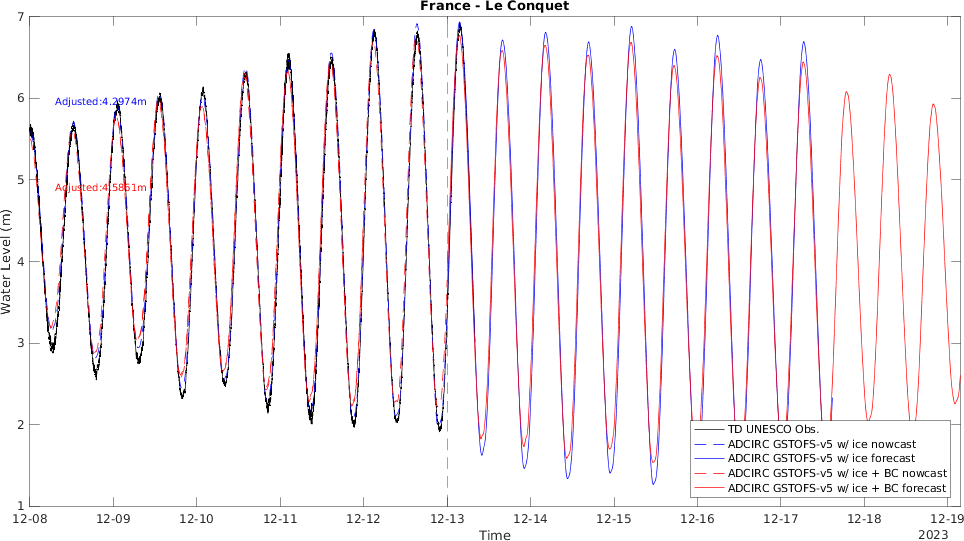 France - Le Conquet
7
6
5
4
3
2
1
Water Level (m)
Adjusted:4.2974m
Adjusted:4.5861m
TD UNESCO Obs.
ADCIRC GSTOFS-v5 w/ ice nowcast
ADCIRC GSTOFS-v5 w/ ice forecast
ADCIRC GSTOFS-v5 w/ ice + BC nowcast
ADCIRC GSTOFS-v5 w/ ice + BC forecast
12-08 12-09 12-10 12-11 12-12 12-13 12-14 12-15 12-16 12-17 12-18 12-19
Time
2023